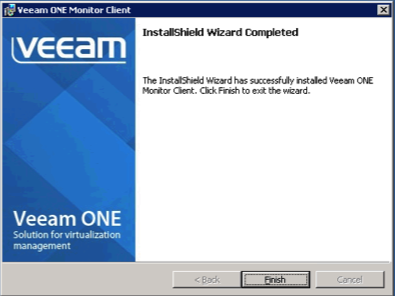 Veeam ONE Monitor Client
veeam
InstallShield Wizard Completed
The InstallShield Wizard has successfully installed Veeam ONE
Monitor Client. Click Finish to exit the wizard.
Veeam ONE
Solution for virtualization
management
< Back
Finish
Cancel